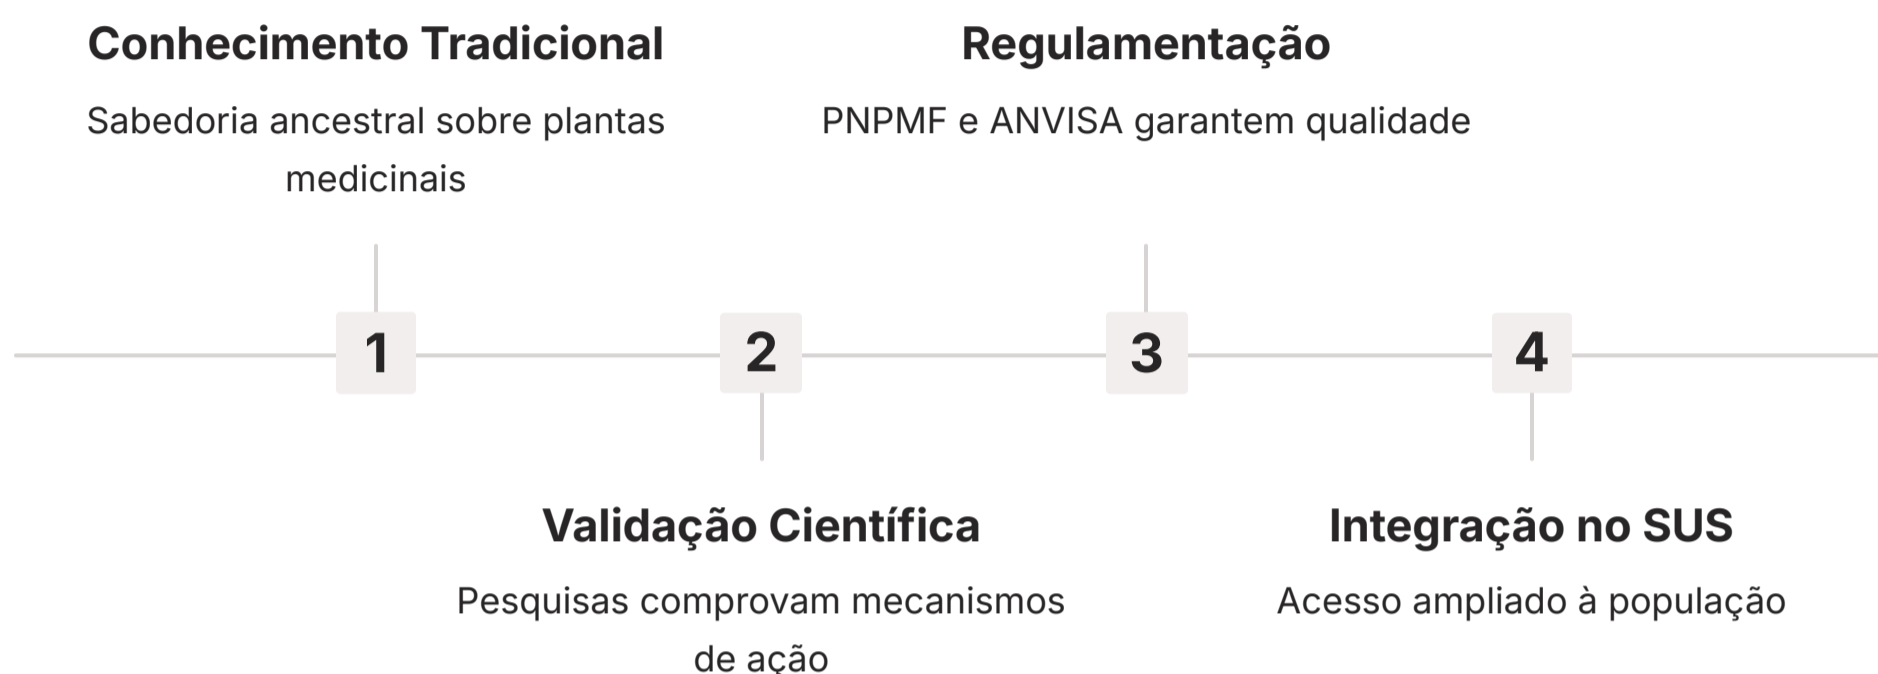 Conhecimento Tradicional
Sabedoria ancestral sobre plantas
medicinais
Regulamentação
PNPMF e ANVISA garantem qualidade
1
2
3
4
Validação Científica
Pesquisas comprovam mecanismos
de ação
Integração no SUS
Acesso ampliado à população